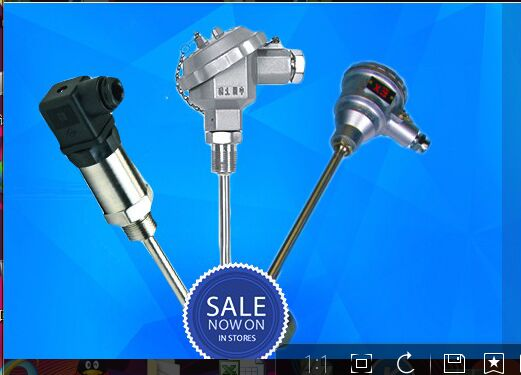 SALE
NOW ON
IN STORES
1:1